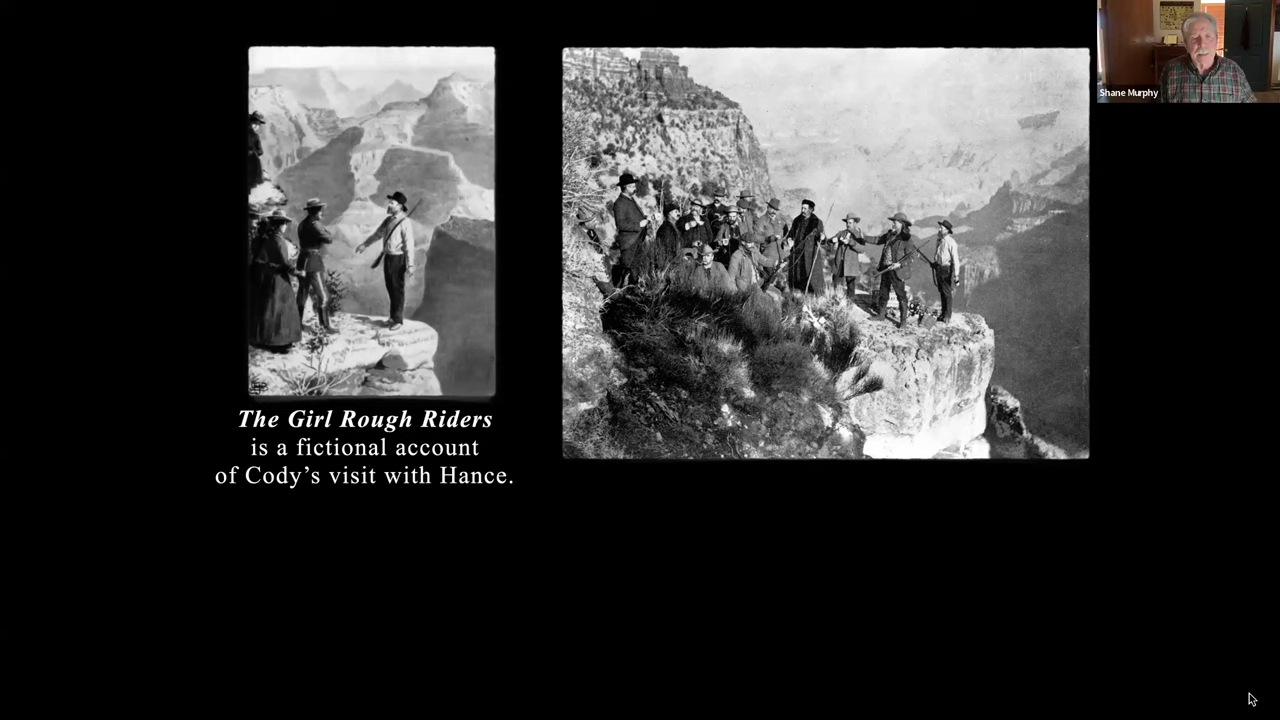 Shane Murphy
The Girl Rough Riders
is a fictional account
of Cody’s visit with Hance.